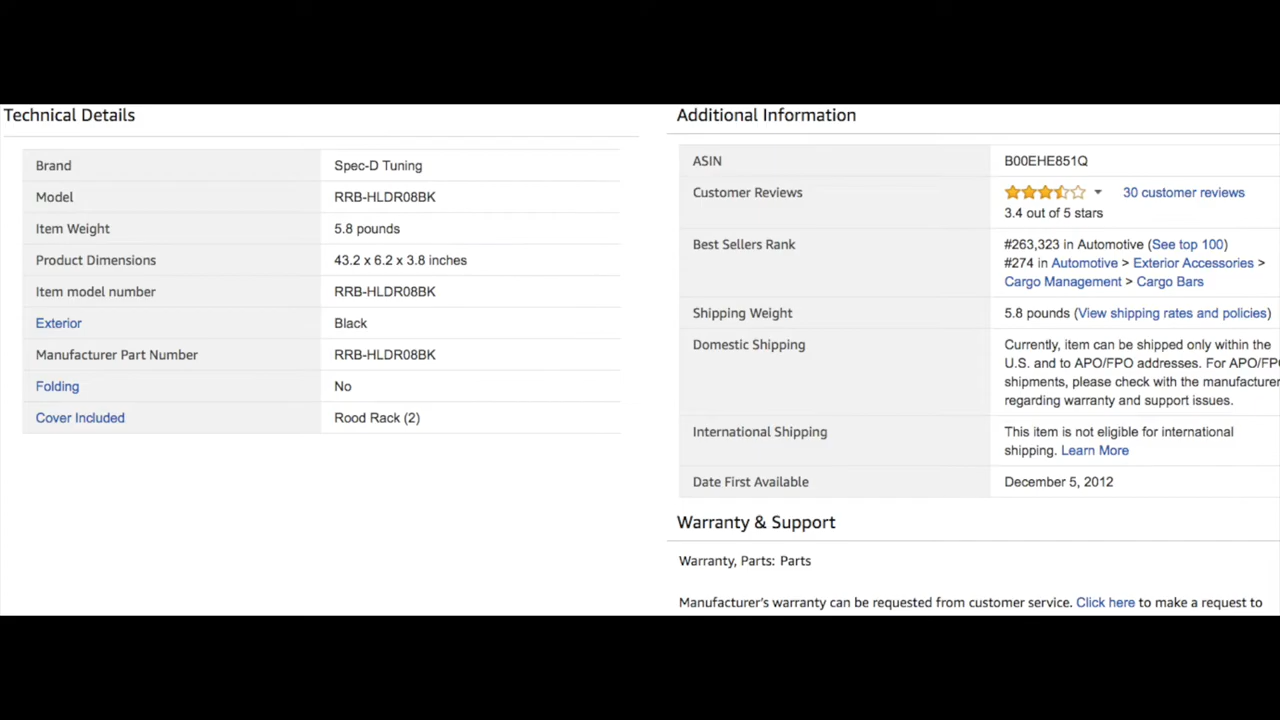 Technical Details
Brand Spec-D Tuning
Model RRB-HLDR08BK
Item Weight 5.8 pounds
Product Dimensions 43.2 x 6.2 x 3.8 inches
Item model number RRB-HLDR08BK
Exterior Black
Manufacturer Part Number RRB-HLDR08BK
Folding No
Cover Included Rood Rack (2)
Additional Information
ASIN B00EHE851Q
Customer Reviews 30 customer reviews
3.4 out of 5 stars
Best Sellers Rank #263,323 in Automotive (See top 100)
#274 in Automotive > Exterior Accessories >
Cargo Management > Cargo Bars
Shipping Weight 5.8 pounds (View shipping rates and policies)
Domestic Shipping Currently, item can be shipped only within the
U.S. and to APO/FPO addresses. For APO/FPO
shipments, please check with the manufacturer
regarding warranty and support issues.
International Shipping This item is not eligible for international
shipping. Learn More
Date First Available December 5, 2012
Warranty & Support
Warranty, Parts: Parts
Manufacturer's warranty can be requested from customer service. Click here to make a request to